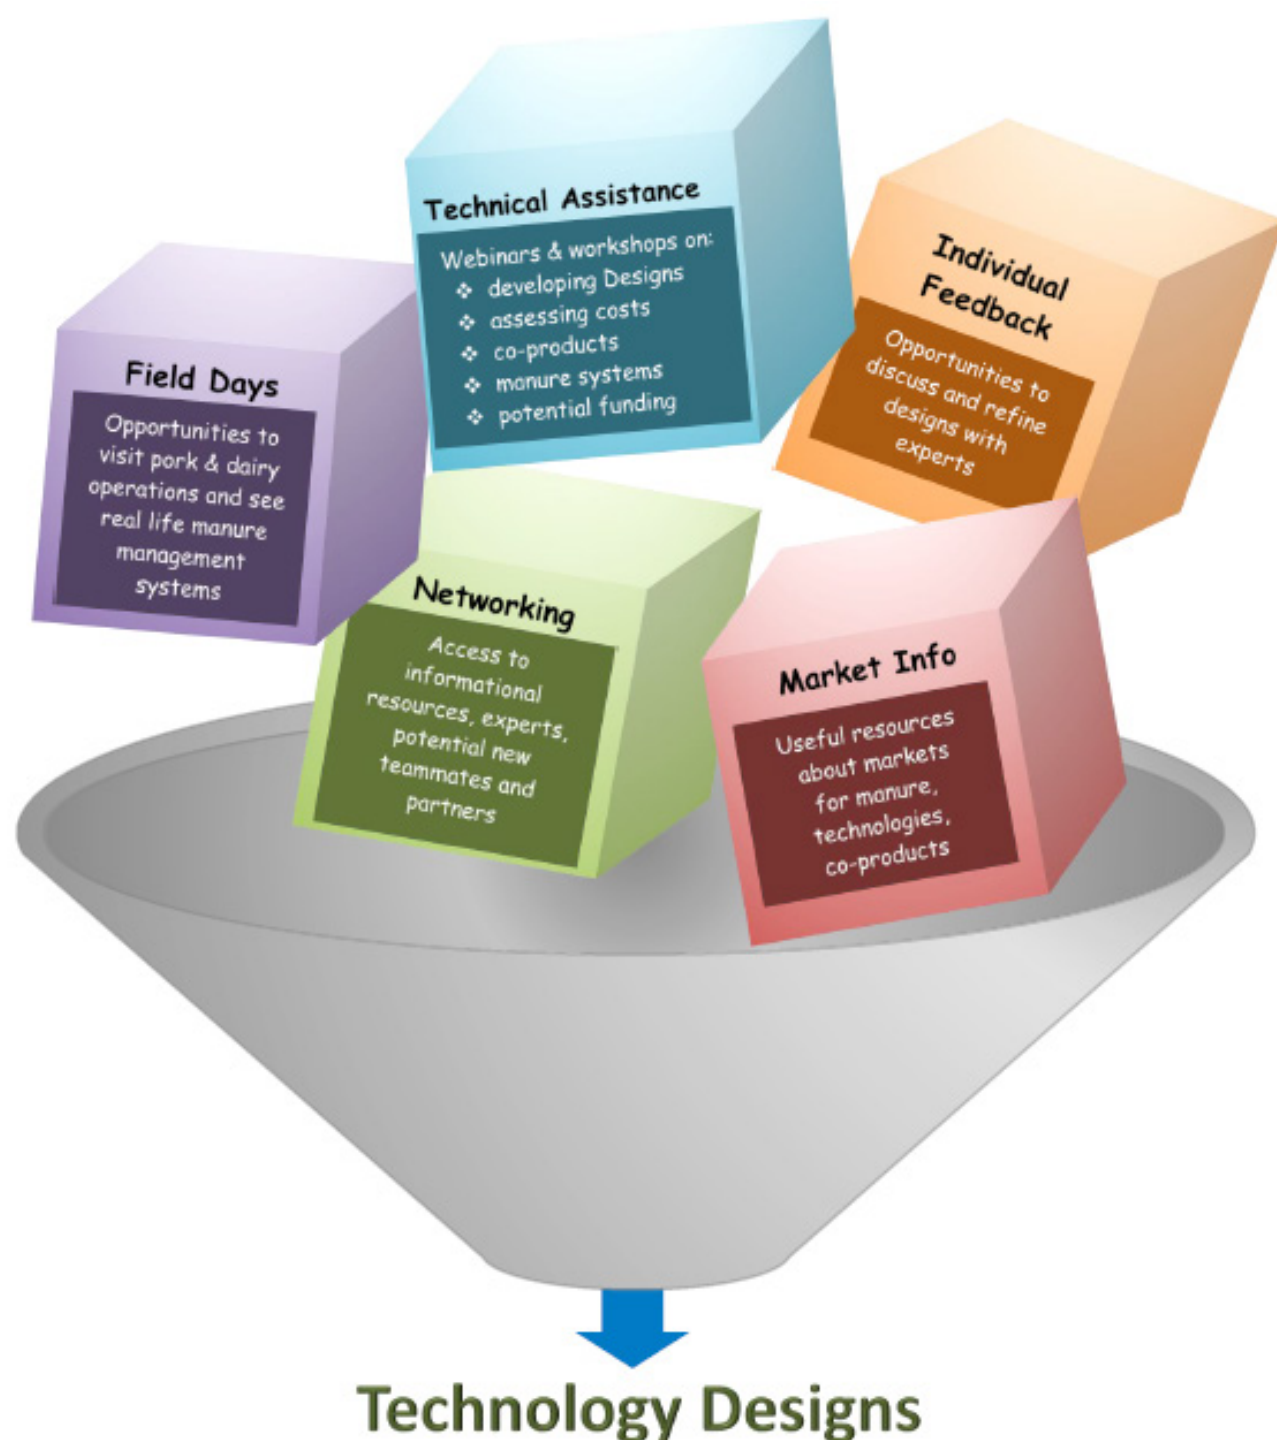 Technical Assistance
Webinars & workshops on:
❖ developing Designs
❖ assessing costs
❖ co-products
❖ manure systems
❖ potential funding
Individual
Feedback
Opportunities to
discuss and refine
designs with
experts
Field Days
Opportunities to
visit pork & dairy
operations and see
real life manure
management
systems
Networking
Access to
informational
resources, experts,
potential new
teammates and
partners
Market Info
Useful resources
about markets
for manure,
technologies,
co-products
Technology Designs